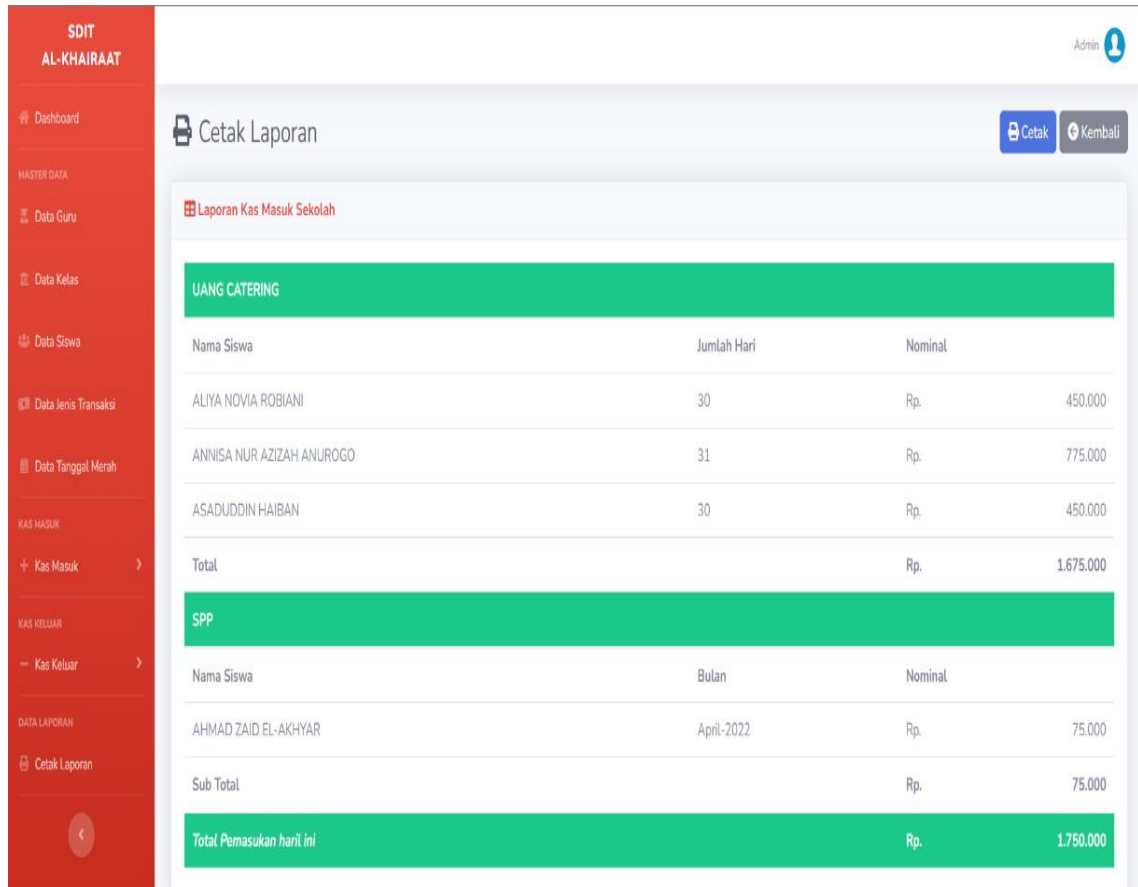 SDIT
AL-KHAIRAAT
Admin
Dashboard
MASTER DATA
Data Guru
Data Kelas
Data Siswa
Data Jenis Transaksi
Data Tanggal Merah
KAS MASUK
Kas Masuk
KAS KELUAR
Kas Keluar
DATA LAPORAN
Cetak Laporan
Cetak Laporan
Cetak Kembali
Laporan Kas Masuk Sekolah
UANG CATERING
Nama Siswa Jumlah Hari Nominal
ALIYA NOVIA ROBIANI 30 Rp. 450.000
ANNISA NUR AZIZAH ANUROGO 31 Rp. 775.000
ASADUDDIN HAIBAN 30 Rp. 450.000
Total Rp. 1.675.000
SPP
Nama Siswa Bulan Nominal
AHMAD ZAID EL-AKHYAR April-2022 Rp. 75.000
Sub Total Rp. 75.000
Total Pemasukan haril ini Rp. 1.750.000